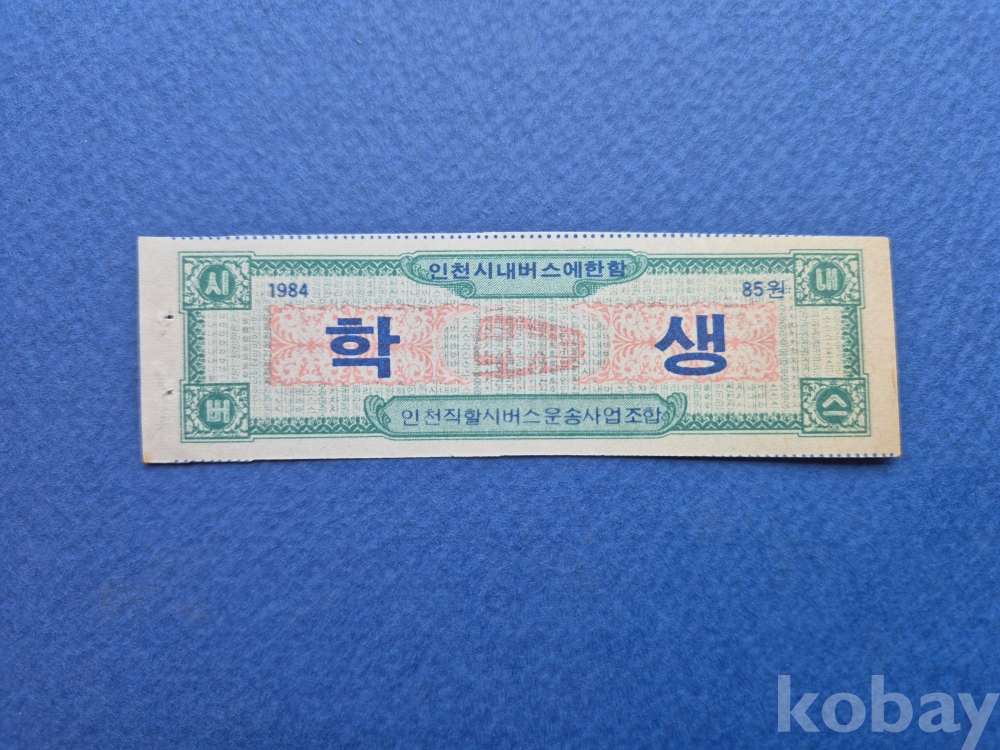 인천시내버스에한함
시 내
1984 85원
학 생
버 스
인천직할시버스운송사업조합
kobay